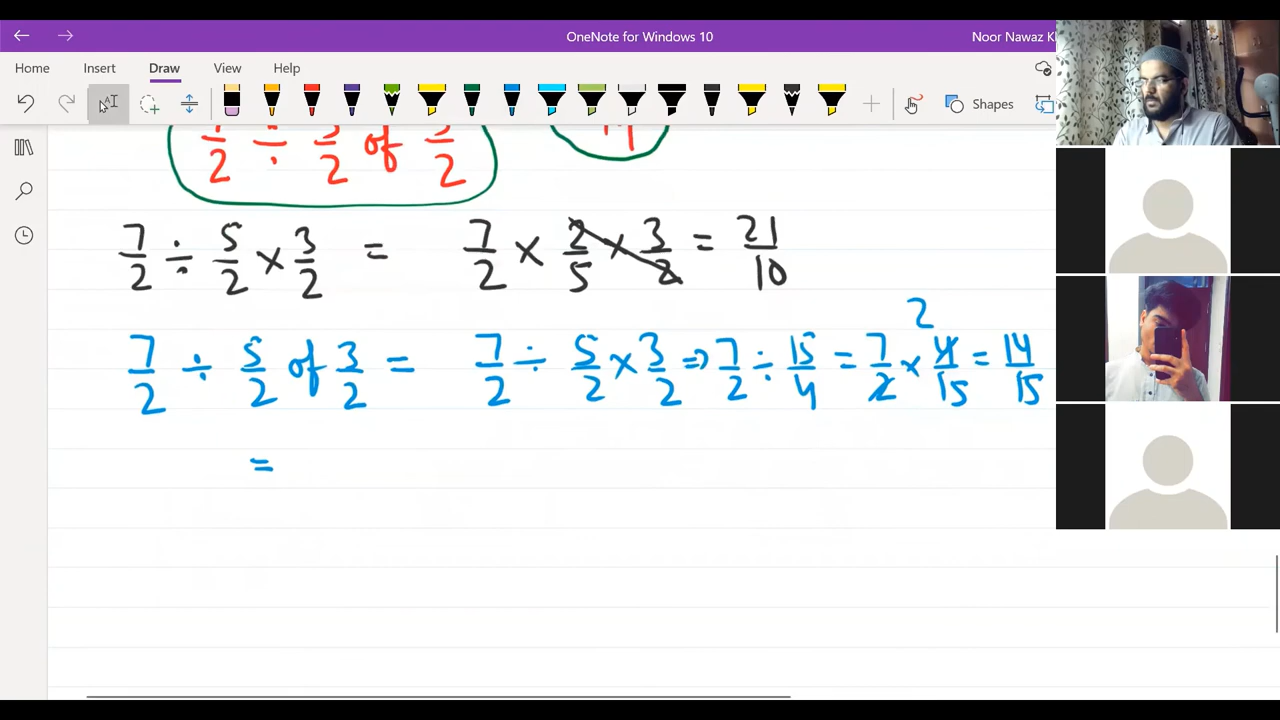 OneNote for Windows 10
Noor Nawaz
Home Insert Draw View Help
Shapes
7/2 ÷ 5/2 × 3/2 = 7/2 × 2/5 × 3/2 = 21/10
7/2 ÷ 5/2 of 3/2 = 7/2 ÷ 5/2 × 3/2 ⇒ 7/2 ÷ 15/4 = 7/2 × 4/15 = 14/15
2
=